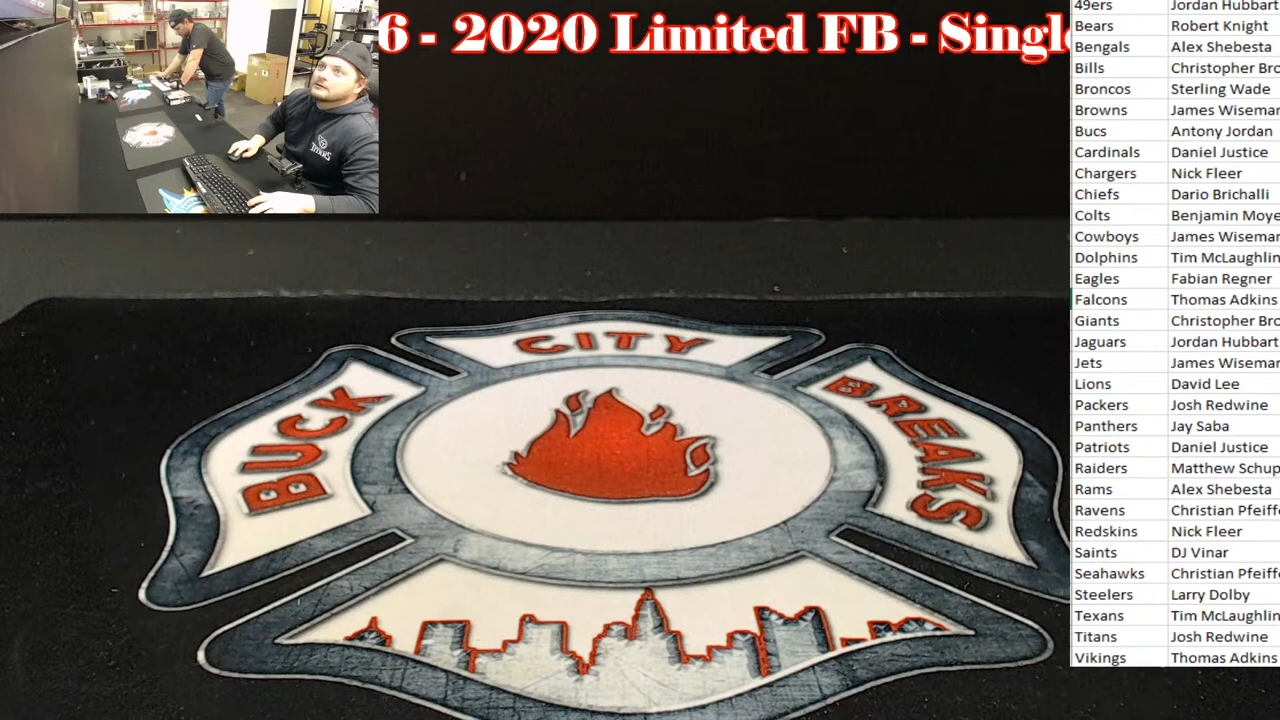 6 - 2020 Limited FB - Single
49ers Jordan Hubbart
Bears Robert Knight
Bengals Alex Shebesta
Bills Christopher Bro
Broncos Sterling Wade
Browns James Wiseman
Bucs Antony Jordan
Cardinals Daniel Justice
Chargers Nick Fleer
Chiefs Dario Brichalli
Colts Benjamin Moye
Cowboys James Wiseman
Dolphins Tim McLaughlin
Eagles Fabian Regner
Falcons Thomas Adkins
Giants Christopher Bro
Jaguars Jordan Hubbart
Jets James Wiseman
Lions David Lee
Packers Josh Redwine
Panthers Jay Saba
Patriots Daniel Justice
Raiders Matthew Schup
Rams Alex Shebesta
Ravens Christian Pfeiffe
Redskins Nick Fleer
Saints DJ Vinar
Seahawks Christian Pfeiffe
Steelers Larry Dolby
Texans Tim McLaughlin
Titans Josh Redwine
Vikings Thomas Adkins
TITANS
BUCK
CITY
BREAKS